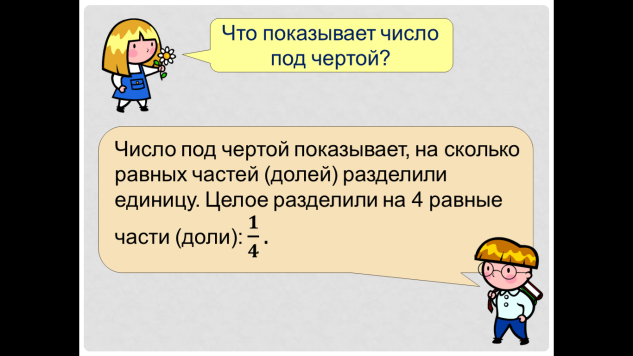 Что показывает число
под чертой?
Число под чертой показывает, на сколько
равных частей (долей) разделили
единицу. Целое разделили на 4 равные
части (доли): 1/4 .